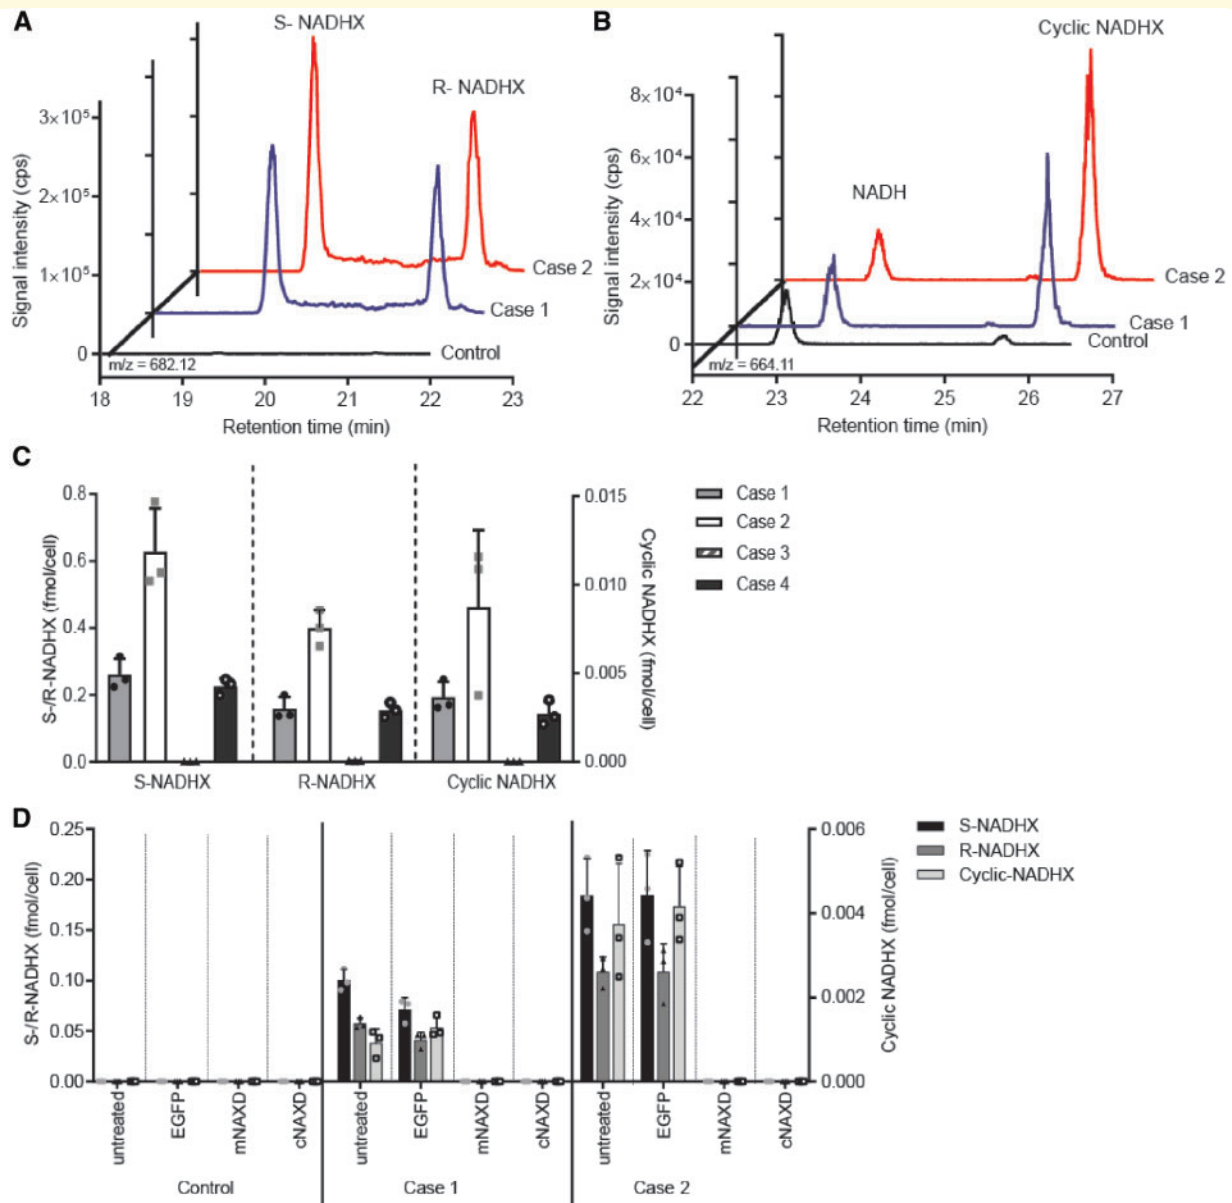 A
S- NADHX
R- NADHX
3×10⁵
2×10⁵
1×10⁵
0
Signal intensity (cps)
Case 2
Case 1
Control
m/z = 682.12
18 19 20 21 22 23
Retention time (min)
B
Cyclic NADHX
NADH
8×10⁴
6×10⁴
4×10⁴
2×10⁴
0
Signal intensity (cps)
Case 2
Case 1
Control
m/z = 664.11
22 23 24 25 26 27
Retention time (min)
C
0.8
0.6
0.4
0.2
0.0
S-/R-NADHX (fmol/cell)
0.015
0.010
0.005
0.000
Cyclic NADHX (fmol/cell)
S-NADHX R-NADHX Cyclic NADHX
Case 1
Case 2
Case 3
Case 4
D
0.25
0.20
0.15
0.10
0.05
0.00
S-/R-NADHX (fmol/cell)
0.006
0.004
0.002
0.000
Cyclic NADHX (fmol/cell)
untreated EGFP mNAXD cNAXD untreated EGFP mNAXD cNAXD untreated EGFP mNAXD cNAXD
Control Case 1 Case 2
S-NADHX
R-NADHX
Cyclic-NADHX